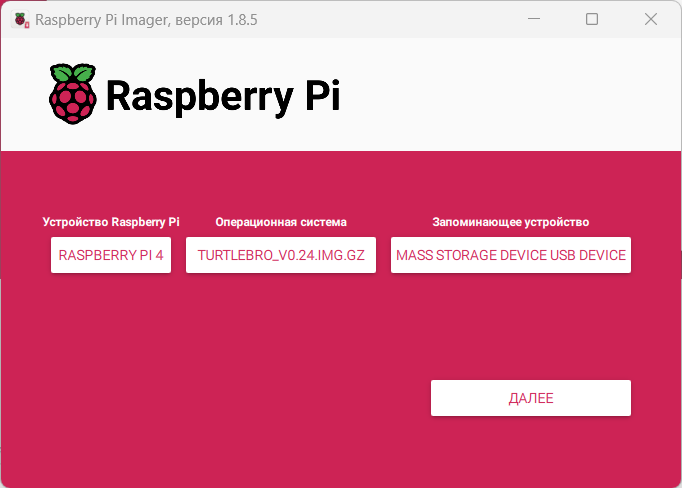 Raspberry Pi Imager, версия 1.8.5
Raspberry Pi
Устройство Raspberry Pi
Операционная система
Запоминающее устройство
RASPBERRY PI 4
TURTLEBRO_V0.24.IMG.GZ
MASS STORAGE DEVICE USB DEVICE
ДАЛЕЕ